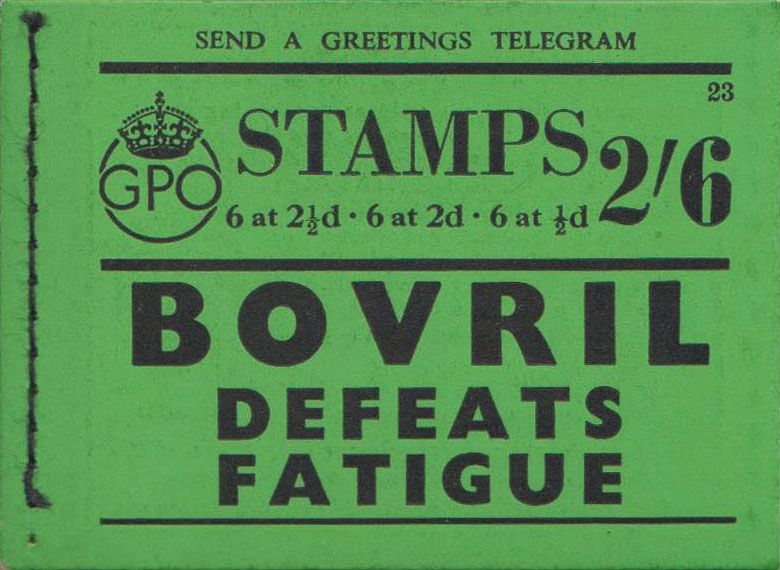 SEND A GREETINGS TELEGRAM
23
GPO
STAMPS 2/6
6 at 2½d · 6 at 2d · 6 at ½d
BOVRIL
DEFEATS
FATIGUE